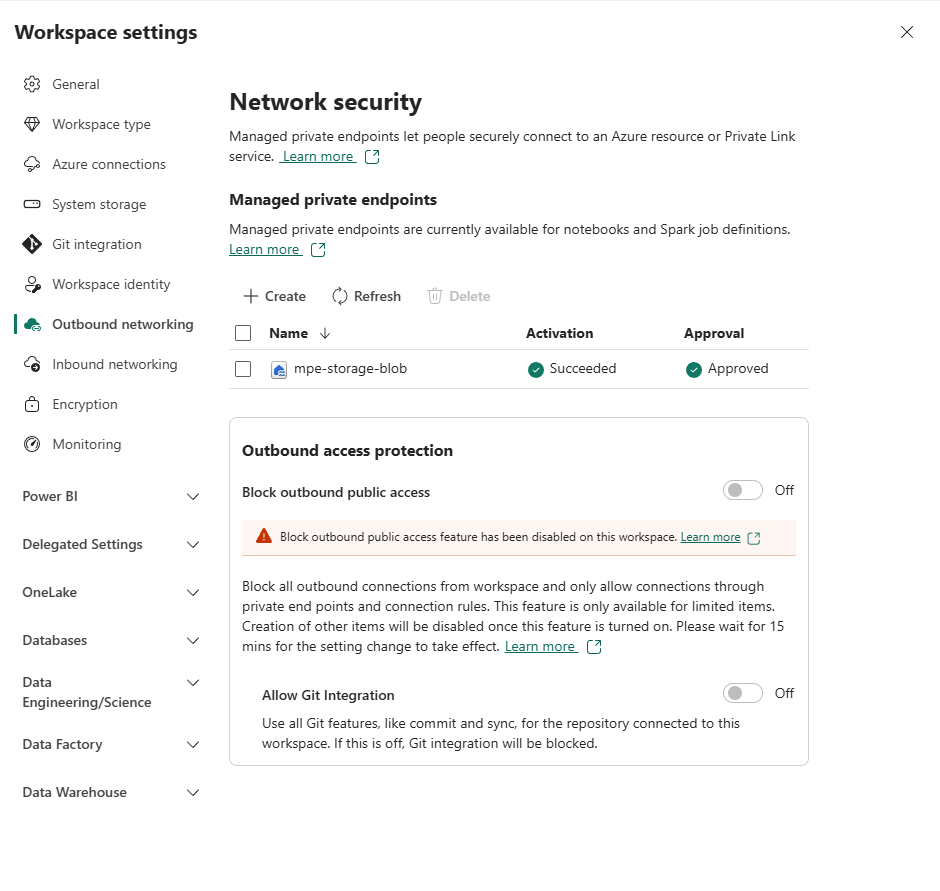 Workspace settings
General
Workspace type
Azure connections
System storage
Git integration
Workspace identity
Outbound networking
Inbound networking
Encryption
Monitoring
Power BI
Delegated Settings
OneLake
Databases
Data
Engineering/Science
Data Factory
Data Warehouse
Network security
Managed private endpoints let people securely connect to an Azure resource or Private Link
service. Learn more
Managed private endpoints
Managed private endpoints are currently available for notebooks and Spark job definitions.
Learn more
Create Refresh Delete
Name Activation Approval
mpe-storage-blob Succeeded Approved
Outbound access protection
Block outbound public access Off
Block outbound public access feature has been disabled on this workspace. Learn more
Block all outbound connections from workspace and only allow connections through
private end points and connection rules. This feature is only available for limited items.
Creation of other items will be disabled once this feature is turned on. Please wait for 15
mins for the setting change to take effect. Learn more
Allow Git Integration Off
Use all Git features, like commit and sync, for the repository connected to this
workspace. If this is off, Git integration will be blocked.